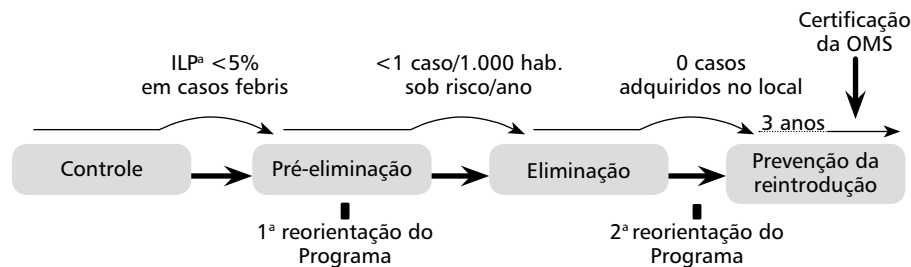 Certificação
da OMS
ILPª <5%
em casos febris
<1 caso/1.000 hab.
sob risco/ano
0 casos
adquiridos no local
3 anos
Controle
Pré-eliminação
Eliminação
Prevenção da
reintrodução
1ª reorientação do
Programa
2ª reorientação do
Programa